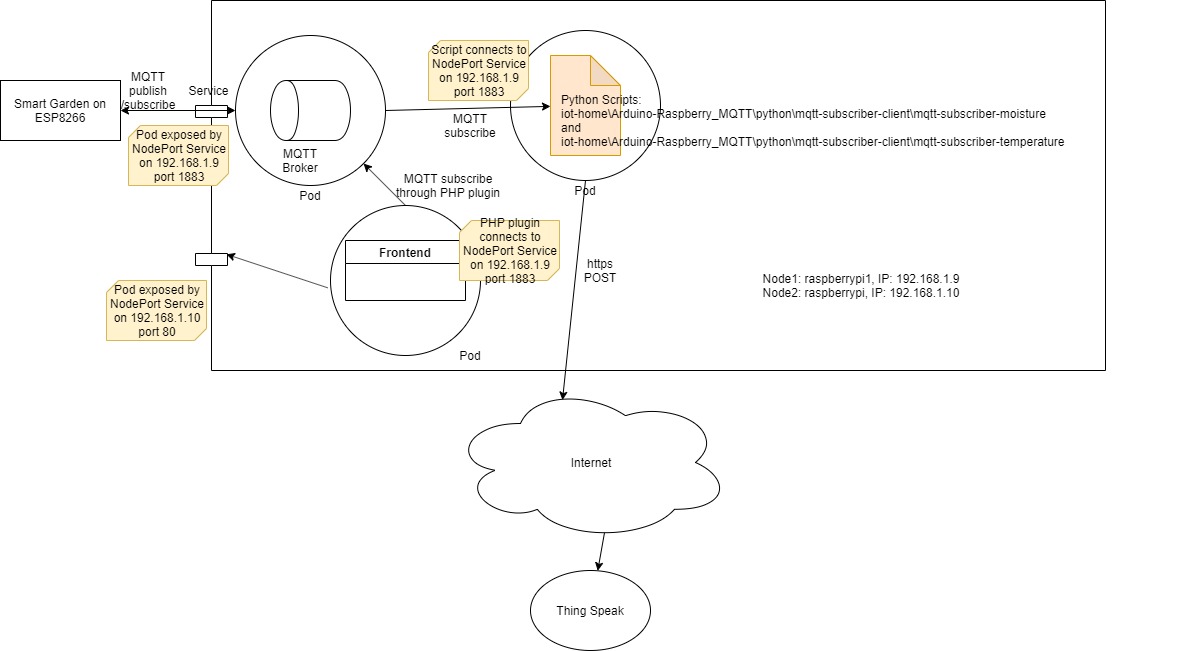 Smart Garden on
ESP8266
MQTT
publish
/subscribe
Service
Pod exposed by
NodePort Service
on 192.168.1.9
port 1883
MQTT
Broker
Pod
Script connects to
NodePort Service
on 192.168.1.9
port 1883
MQTT
subscribe
Python Scripts:
iot-home\Arduino-Raspberry_MQTT\python\mqtt-subscriber-client\mqtt-subscriber-moisture
and
iot-home\Arduino-Raspberry_MQTT\python\mqtt-subscriber-client\mqtt-subscriber-temperature
Pod
MQTT subscribe
through PHP plugin
PHP plugin
connects to
NodePort Service
on 192.168.1.9
port 1883
Frontend
Pod
Pod exposed by
NodePort Service
on 192.168.1.10
port 80
https
POST
Node1: raspberrypi1, IP: 192.168.1.9
Node2: raspberrypi, IP: 192.168.1.10
Internet
Thing Speak